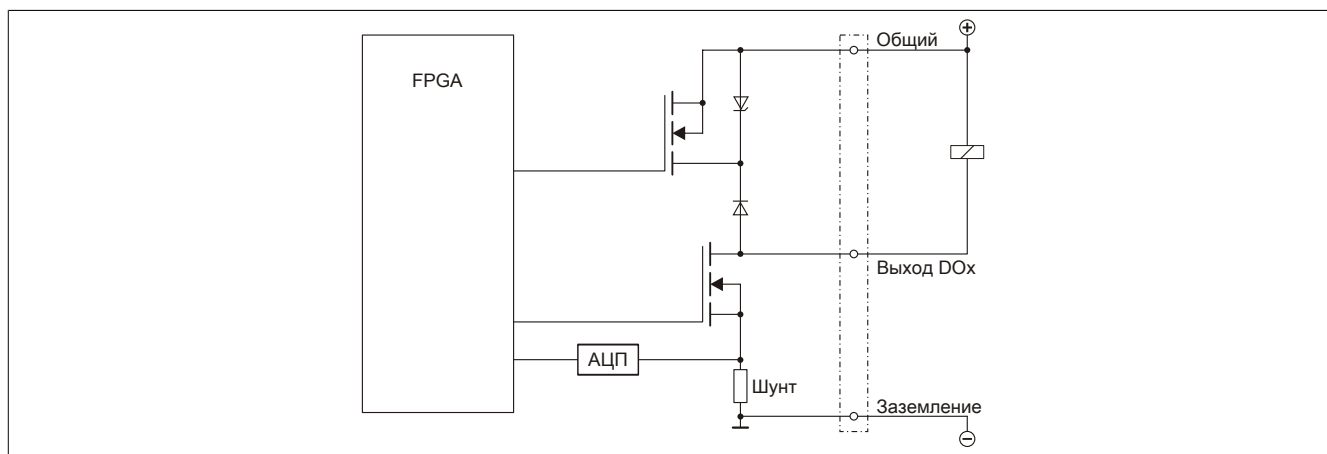 Общий
FPGA
Выход DOx
АЦП
Шунт
Заземление